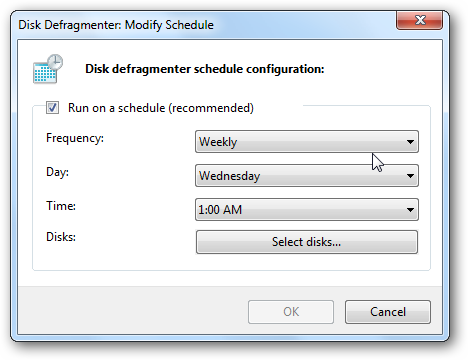 Disk Defragmenter: Modify Schedule
Disk defragmenter schedule configuration:
Run on a schedule (recommended)
Frequency: Weekly
Day: Wednesday
Time: 1:00 AM
Disks: Select disks...
OK Cancel